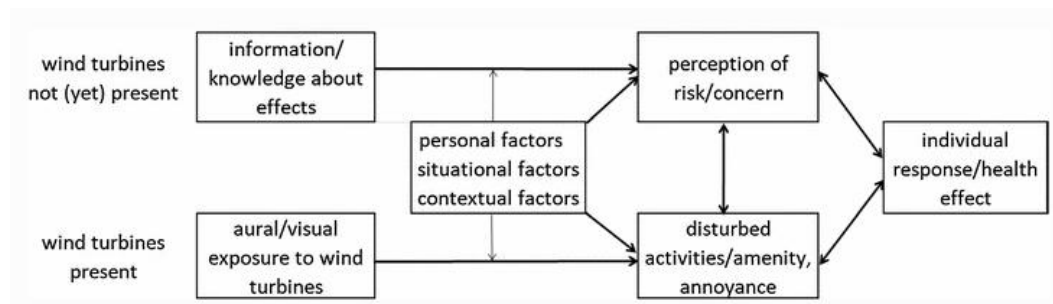 wind turbines
not (yet) present
information/
knowledge about
effects
perception of
risk/concern
personal factors
situational factors
contextual factors
individual
response/health
effect
wind turbines
present
aural/visual
exposure to wind
turbines
disturbed
activities/amenity,
annoyance